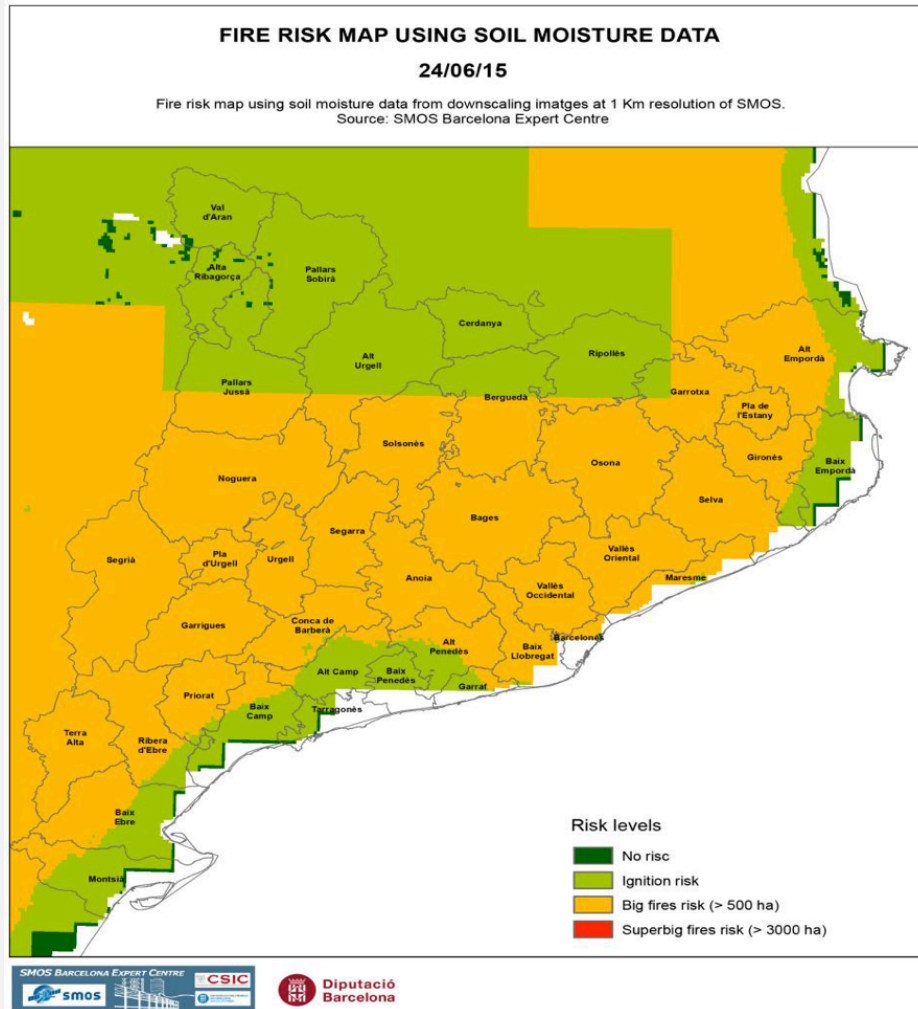 FIRE RISK MAP USING SOIL MOISTURE DATA
24/06/15
Fire risk map using soil moisture data from downscaling imatges at 1 Km resolution of SMOS.
Source: SMOS Barcelona Expert Centre
Val
d'Aran
Alta
Ribagorça
Pallars
Sobirà
Cerdanya
Alt
Urgell
Ripollès
Alt
Empordà
Pallars
Jussà
Berguedà
Garrotxa
Pla de
l'Estany
Solsonès
Osona
Gironès
Baix
Empordà
Noguera
Selva
Bages
Segarra
Segrià
Pla
d'Urgell
Urgell
Vallès
Oriental
Anoia
Maresme
Vallès
Occidental
Garrigues
Conca de
Barberà
Barcelonès
Alt
Penedès
Baix
Llobregat
Alt Camp
Baix
Penedès
Garraf
Priorat
Baix
Camp
Tarragonès
Terra
Alta
Ribera
d'Ebre
Baix
Ebre
Montsià
Risk levels
No risc
Ignition risk
Big fires risk (> 500 ha)
Superbig fires risk (> 3000 ha)
SMOS BARCELONA EXPERT CENTRE
smos
CSIC
Diputació
Barcelona